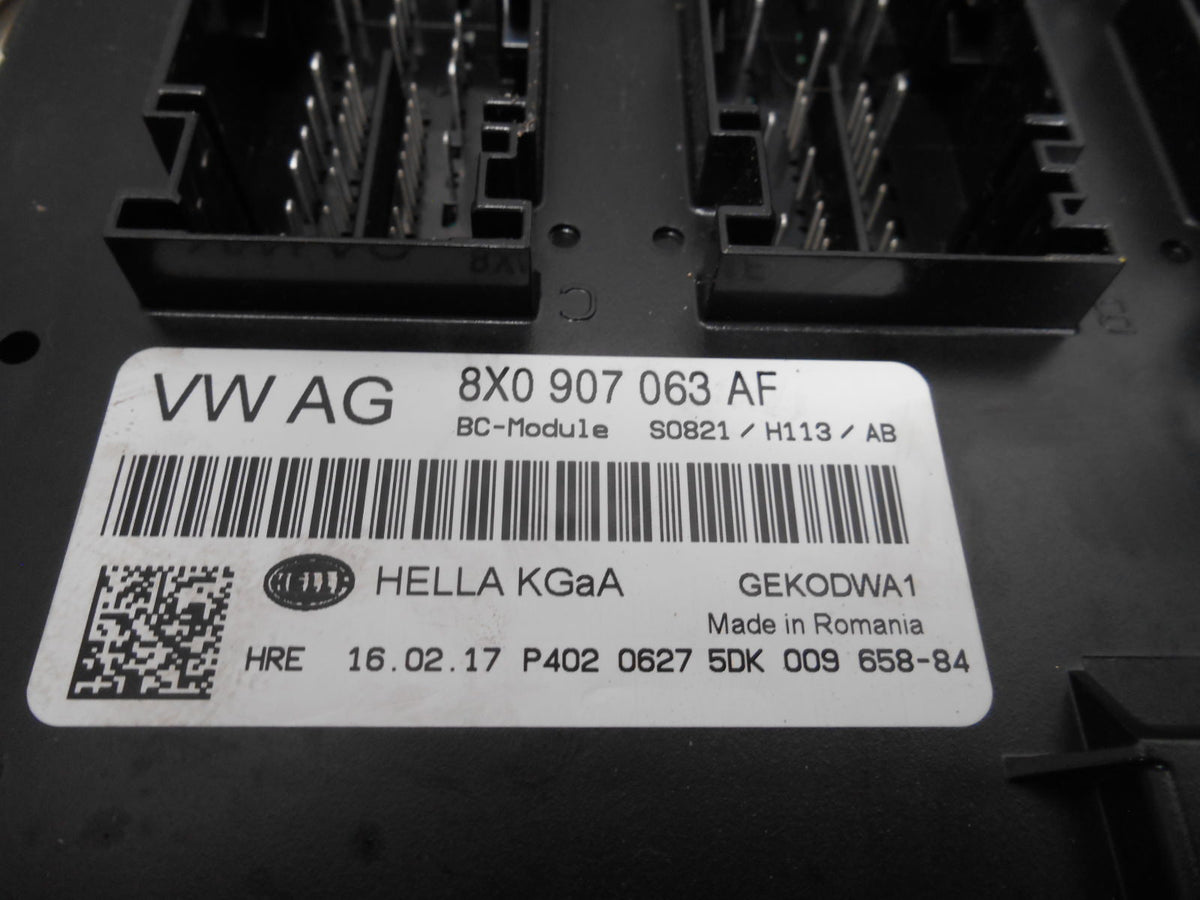 C
VW AG 8X0 907 063 AF
BC-Module S0821 / H113 / AB
HELLA
HELLA KGaA GEKODWA1
Made in Romania
HRE 16.02.17 P402 0627 5DK 009 658-84